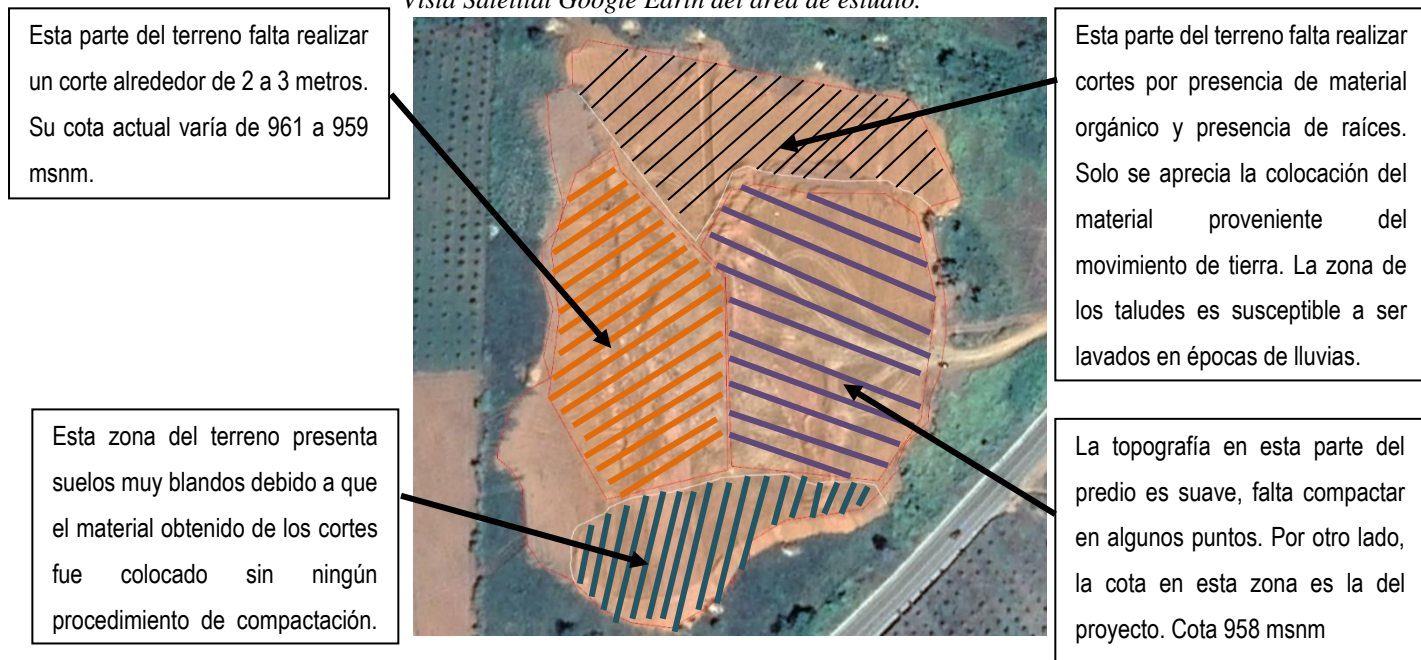 Vista Satelital Google Earth del área de estudio.
Esta parte del terreno falta realizar
un corte alrededor de 2 a 3 metros.
Su cota actual varía de 961 a 959
msnm.
Esta parte del terreno falta realizar
cortes por presencia de material
orgánico y presencia de raíces.
Solo se aprecia la colocación del
material proveniente del
movimiento de tierra. La zona de
los taludes es susceptible a ser
lavados en épocas de lluvias.
Esta zona del terreno presenta
suelos muy blandos debido a que
el material obtenido de los cortes
fue colocado sin ningún
procedimiento de compactación.
La topografía en esta parte del
predio es suave, falta compactar
en algunos puntos. Por otro lado,
la cota en esta zona es la del
proyecto. Cota 958 msnm